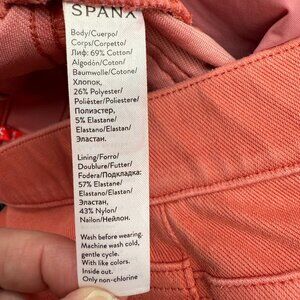 SPANX
Body/Cuerpo/
Corps/Corpetto/
Лиф: 69% Cotton/
Algodón/Coton/
Baumwolle/Cotone/
Хлопок,
26% Polyester/
Poliéster/Poliestere/
Полиэстер,
5% Elastane/
Elastano/Elastan/
Эластан.
Lining/Forro/
Doublure/Futter/
Fodera/Подкладка:
57% Elastane/
Elastano/Elastan/
Эластан,
43% Nylon/
Nailon/Нейлон.
Wash before wearing.
Machine wash cold,
gentle cycle.
With like colors.
Inside out.
Only non-chlorine